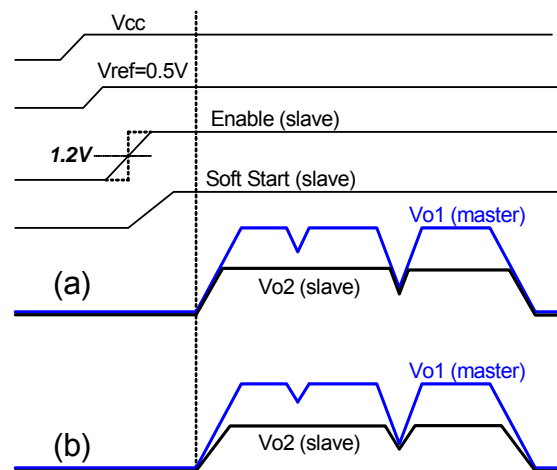 Vcc
Vref=0.5V
Enable (slave)
1.2V
Soft Start (slave)
Vo1 (master)
(a)
Vo2 (slave)
Vo1 (master)
(b)
Vo2 (slave)